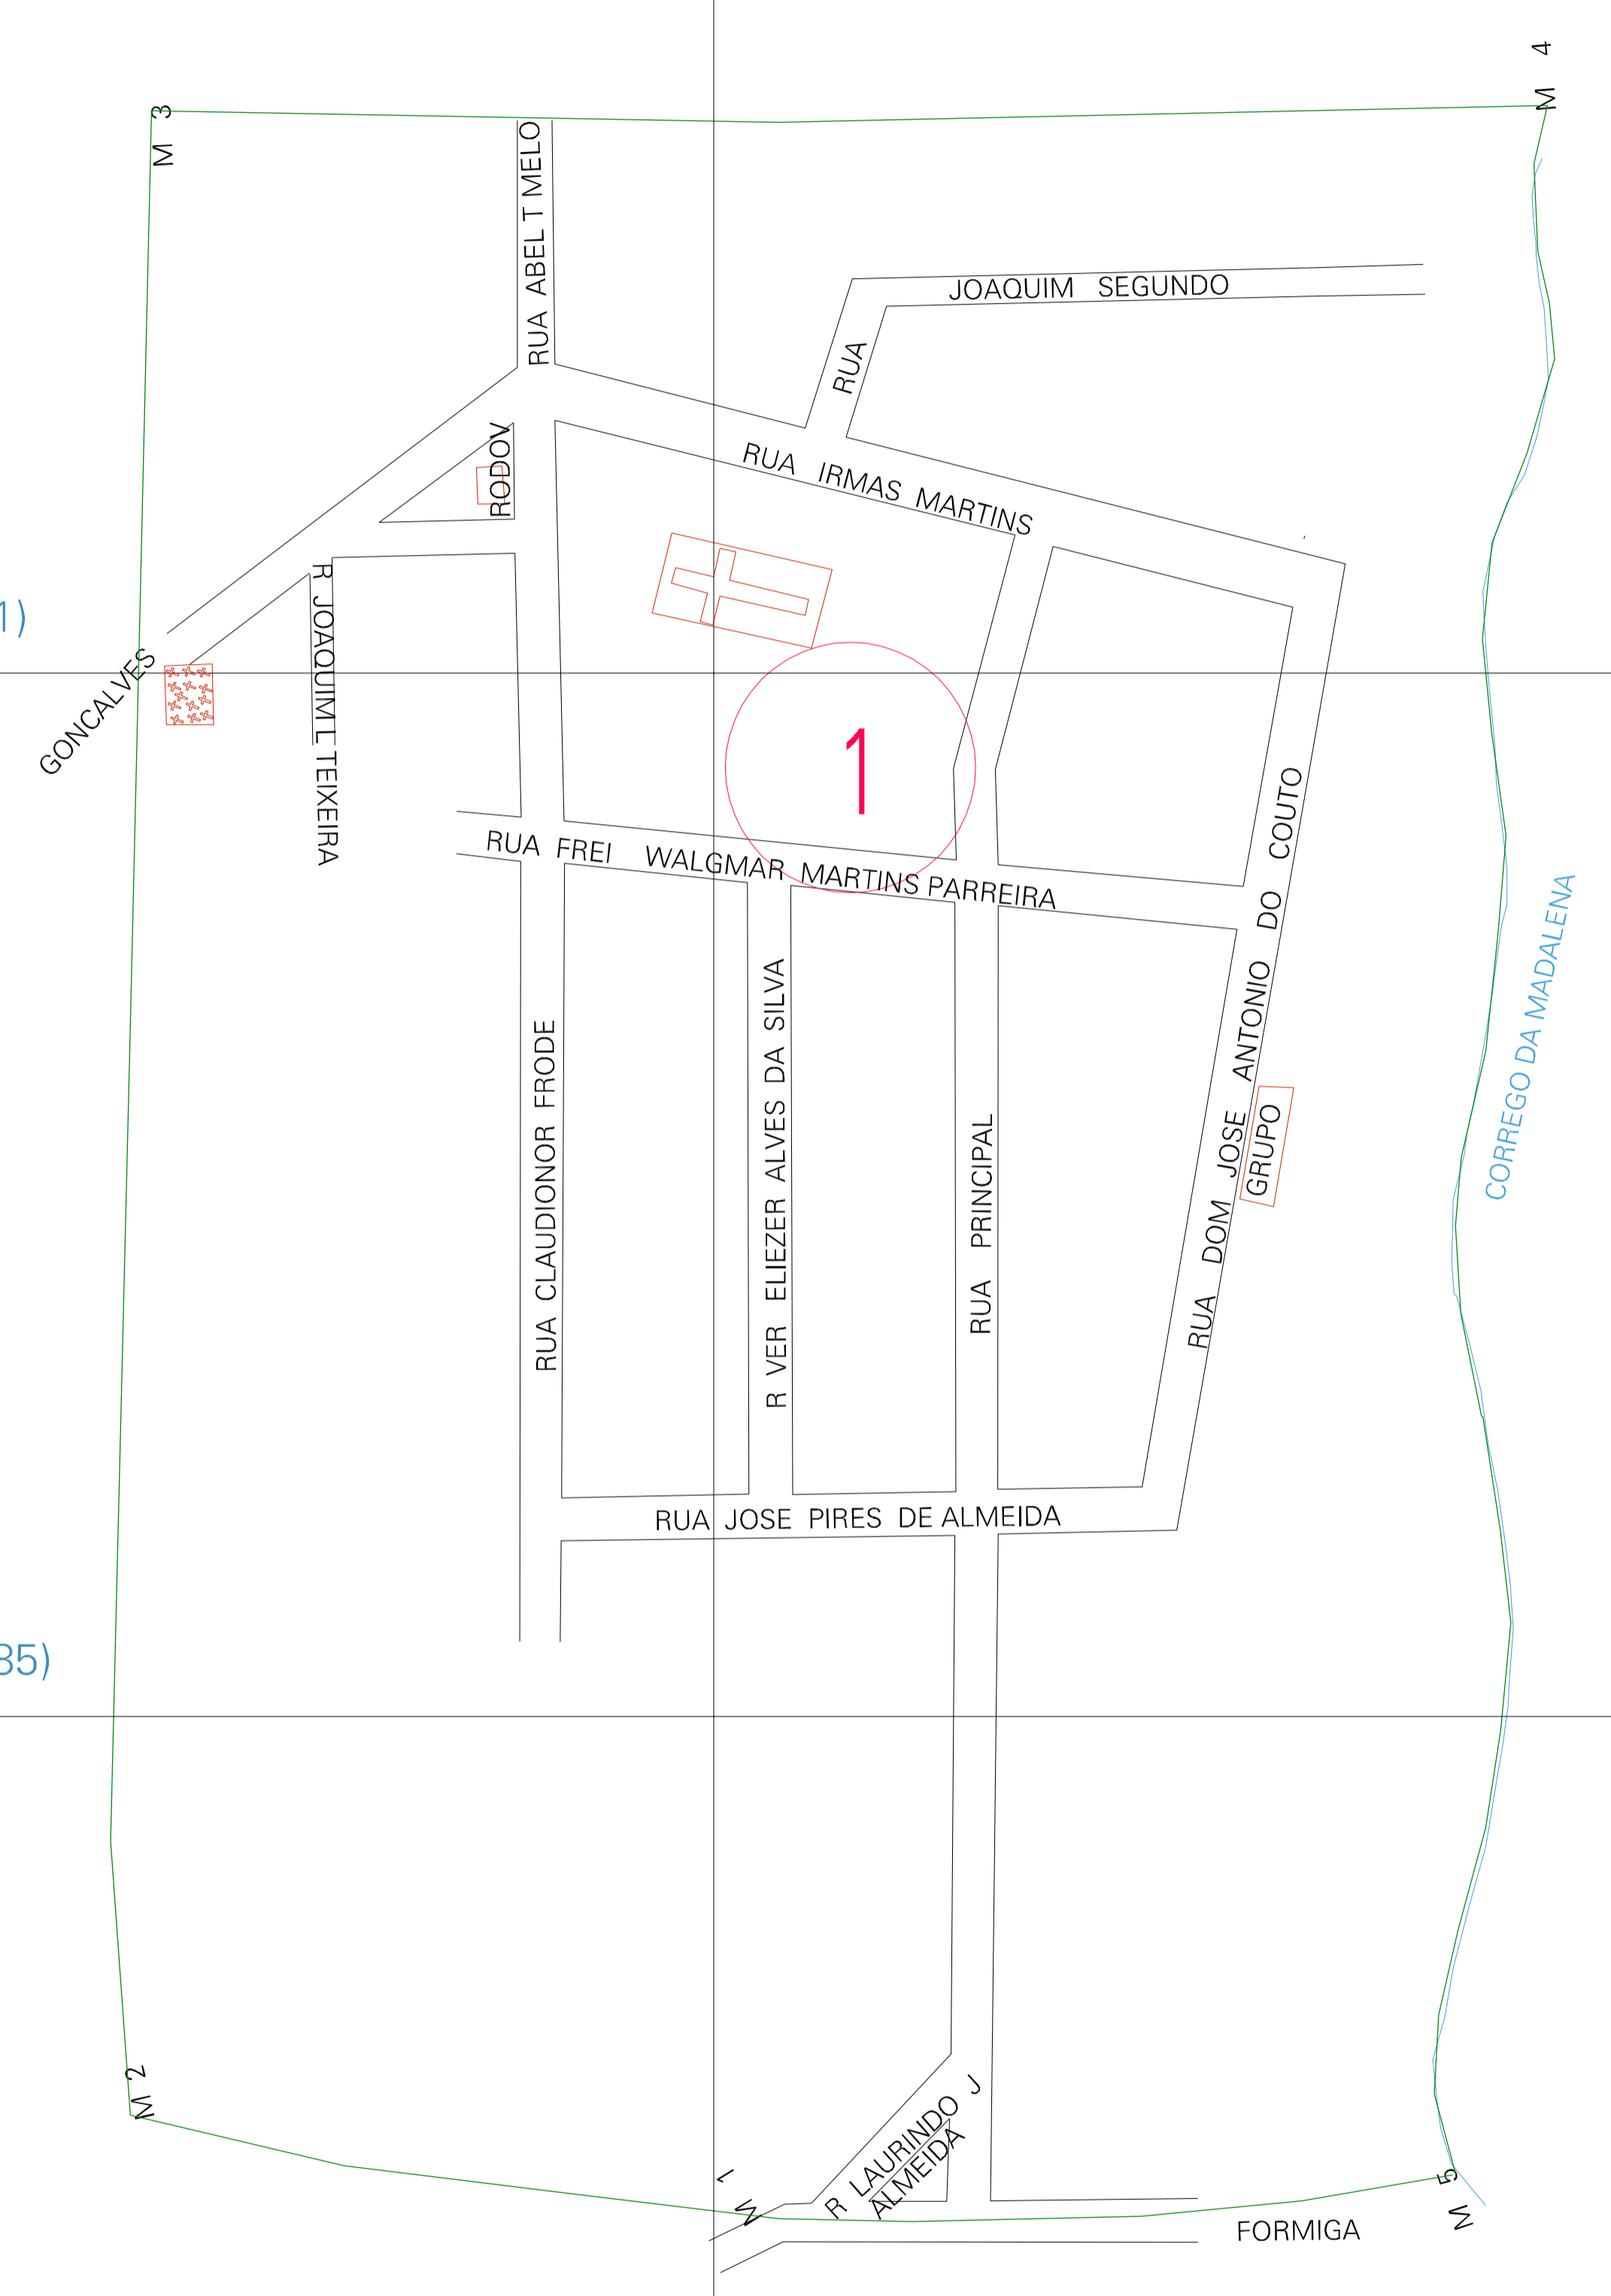 M 4
M 3
RUA ABEL T MELO
JOAQUIM SEGUNDO
RUA
RODOV
RUA IRMAS MARTINS
R JOAQUIM L TEIXEIRA
1)
GONCALVES
1
RUA FREI WALGMAR MARTINS PARREIRA
RUA DOM JOSE ANTONIO DO COUTO
CORREGO DA MADALENA
RUA CLAUDIONOR FRODE
R VER ELIEZER ALVES DA SILVA
RUA PRINCIPAL
GRUPO
RUA JOSE PIRES DE ALMEIDA
85)
M 2
R LAURINDO J
ALMEIDA
M 1
M 5
FORMIGA